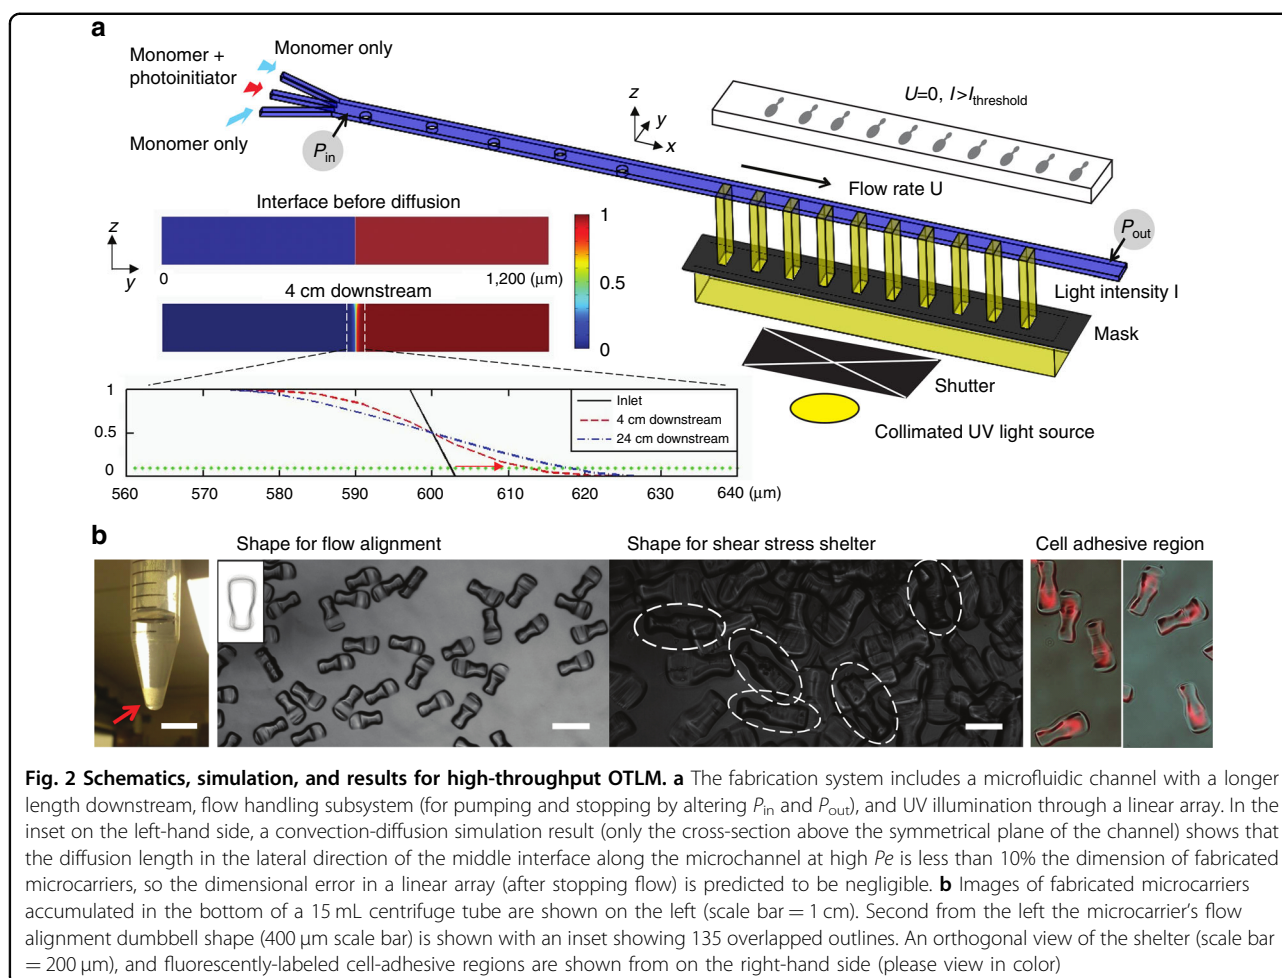 a
Monomer only
Monomer +
photoinitiator
Monomer only
P_in
z
y
x
U=0, I>I_threshold
Flow rate U
P_out
Light intensity I
Mask
Shutter
Collimated UV light source
Interface before diffusion
z
y
0
1,200 (μm)
4 cm downstream
1
0.5
0
1
0.5
0
Inlet
4 cm downstream
24 cm downstream
560 570 580 590 600 610 620 630 640 (μm)
b
Shape for flow alignment
Shape for shear stress shelter
Cell adhesive region
Fig. 2 Schematics, simulation, and results for high-throughput OTLM. a The fabrication system includes a microfluidic channel with a longer
length downstream, flow handling subsystem (for pumping and stopping by altering P_in and P_out), and UV illumination through a linear array. In the
inset on the left-hand side, a convection-diffusion simulation result (only the cross-section above the symmetrical plane of the channel) shows that
the diffusion length in the lateral direction of the middle interface along the microchannel at high Pe is less than 10% the dimension of fabricated
microcarriers, so the dimensional error in a linear array (after stopping flow) is predicted to be negligible. b Images of fabricated microcarriers
accumulated in the bottom of a 15 mL centrifuge tube are shown on the left (scale bar = 1 cm). Second from the left the microcarrier's flow
alignment dumbbell shape (400 μm scale bar) is shown with an inset showing 135 overlapped outlines. An orthogonal view of the shelter (scale bar
= 200 μm), and fluorescently-labeled cell-adhesive regions are shown from on the right-hand side (please view in color)